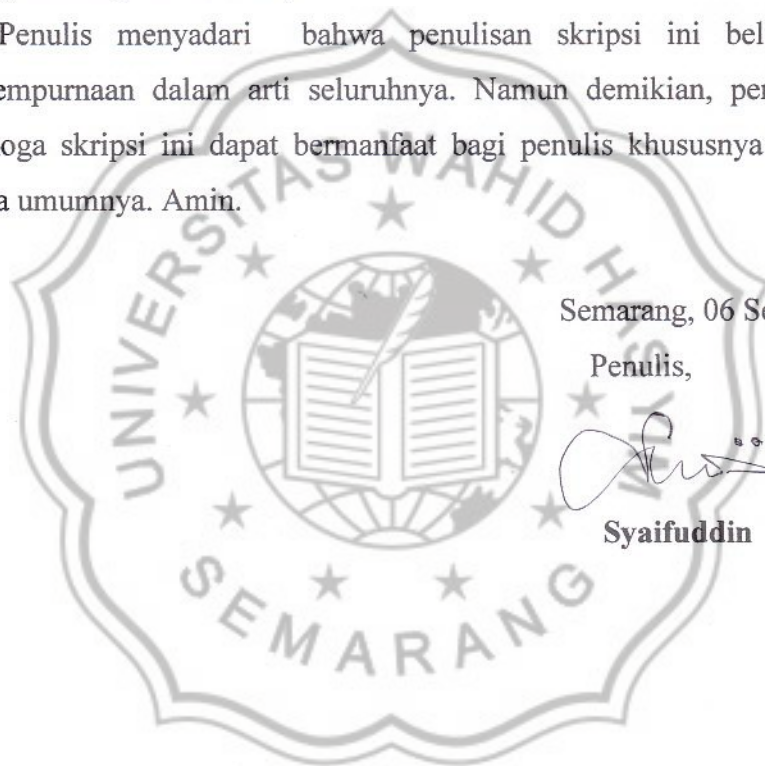 Penulis menyadari bahwa penulisan skripsi ini bel
empurnaan dalam arti seluruhnya. Namun demikian, per
oga skripsi ini dapat bermanfaat bagi penulis khususnya
a umumnya. Amin.
UNIVERSITAS WAHID HASYIM
SEMARANG
Semarang, 06 Se
Penulis,
Syaifuddin